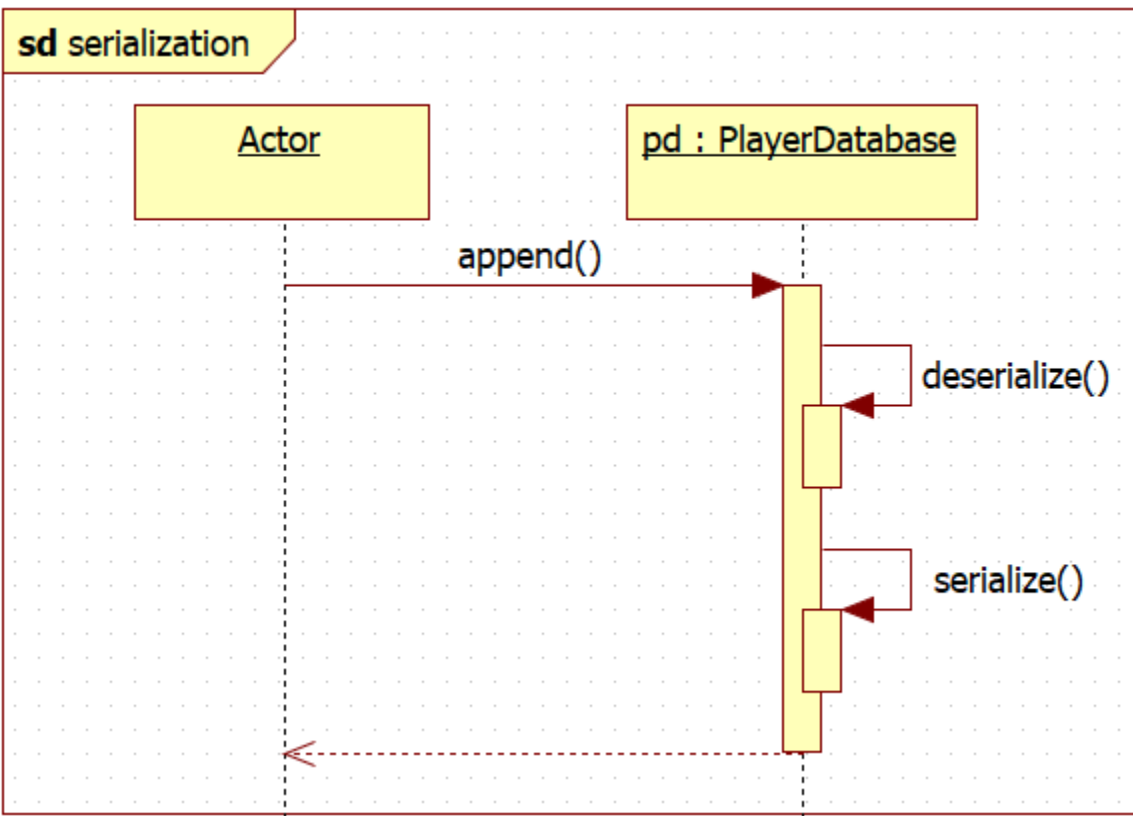 sd serialization
Actor
pd : PlayerDatabase
append()
deserialize()
serialize()